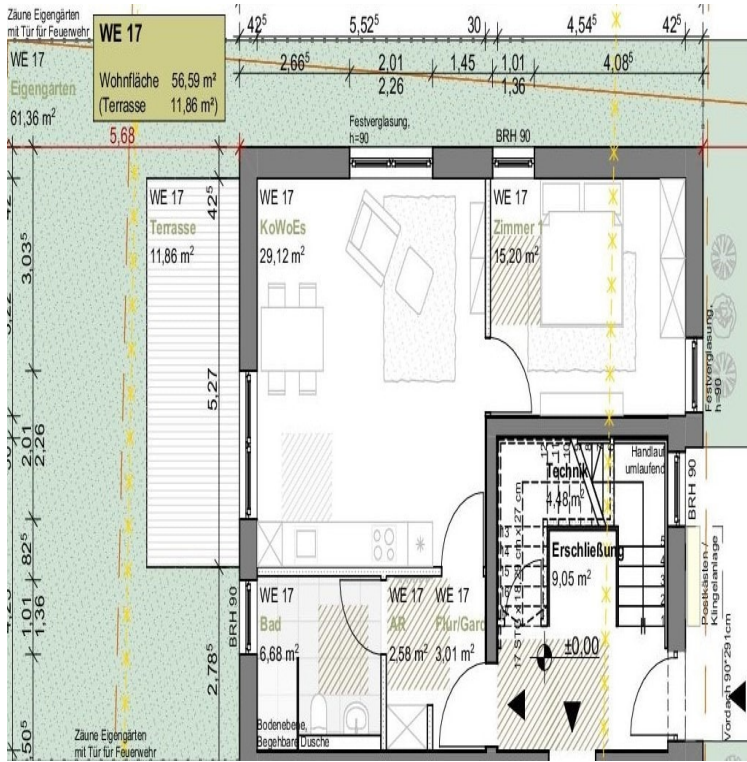 Zäune Eigengärten
mit Tür für Feuerwehr
WE 17
Wohnfläche 56,59 m²
(Terrasse 11,86 m²)
WE 17
Eigengärten
61,36 m²
42⁵
5,52⁵
30
4,54⁵
42⁵
2,66⁵
2,01
2,26
1,45
1,01
1,36
4,08⁵
5,68
Festverglasung,
h=90
BRH 90
WE 17
Terrasse
11,86 m²
42⁵
WE 17
KoWoEs
29,12 m²
WE 17
Zimmer 1
15,20 m²
3,03⁵
5,27
2,01
2,26
82⁵
1,01
1,36
2,78⁵
50⁵
BRH 90
Festverglasung,
h=90
Technik
4,48 m²
Handlauf
umlaufend
BRH 90
Erschließung
9,05 m²
Postkästen /
Klingelanlage
WE 17
Bad
6,68 m²
WE 17
AR
2,58 m²
WE 17
Flur/Gard
3,01 m²
±0,00
Vordach 90*291cm
Bodenebene,
Begehbare Dusche
Zäune Eigengärten
mit Tür für Feuerwehr